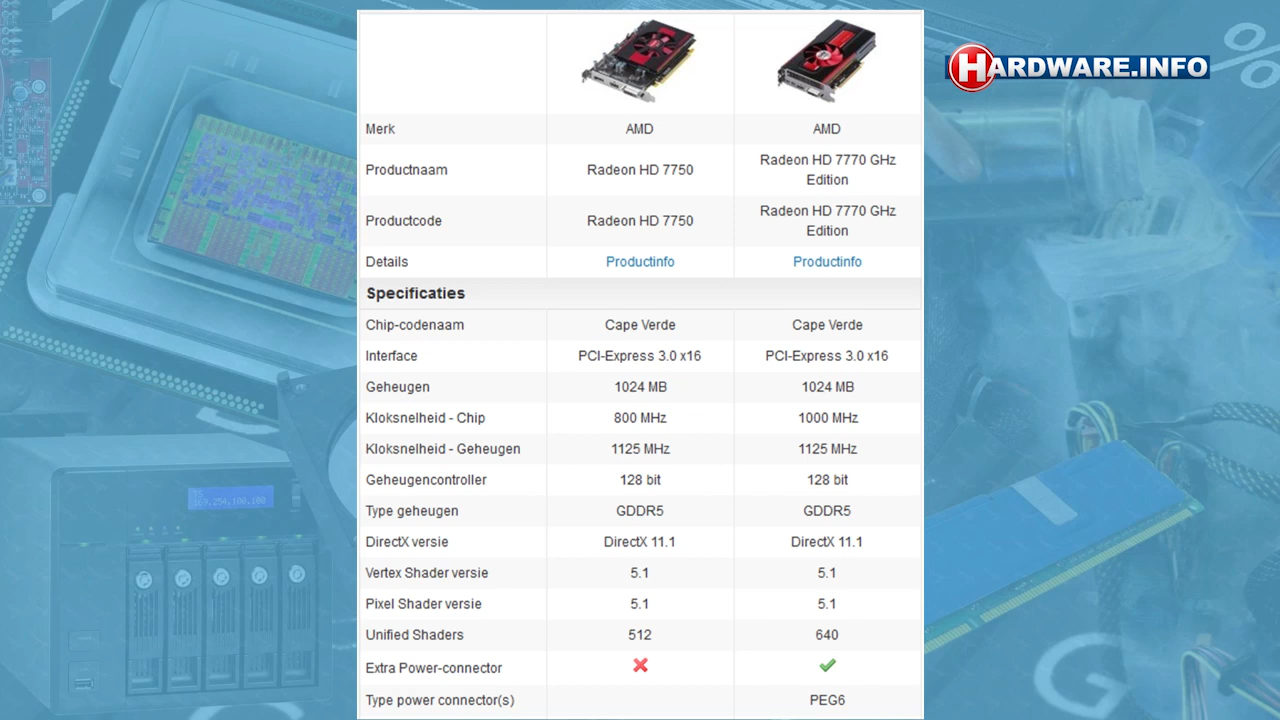 HARDWARE.INFO
Merk AMD AMD
Productnaam Radeon HD 7750 Radeon HD 7770 GHz
Edition
Productcode Radeon HD 7750 Radeon HD 7770 GHz
Edition
Details Productinfo Productinfo
Specificaties
Chip-codenaam Cape Verde Cape Verde
Interface PCI-Express 3.0 x16 PCI-Express 3.0 x16
Geheugen 1024 MB 1024 MB
Kloksnelheid - Chip 800 MHz 1000 MHz
Kloksnelheid - Geheugen 1125 MHz 1125 MHz
Geheugencontroller 128 bit 128 bit
Type geheugen GDDR5 GDDR5
DirectX versie DirectX 11.1 DirectX 11.1
Vertex Shader versie 5.1 5.1
Pixel Shader versie 5.1 5.1
Unified Shaders 512 640
Extra Power-connector
Type power connector(s) PEG6
169.254.100.100